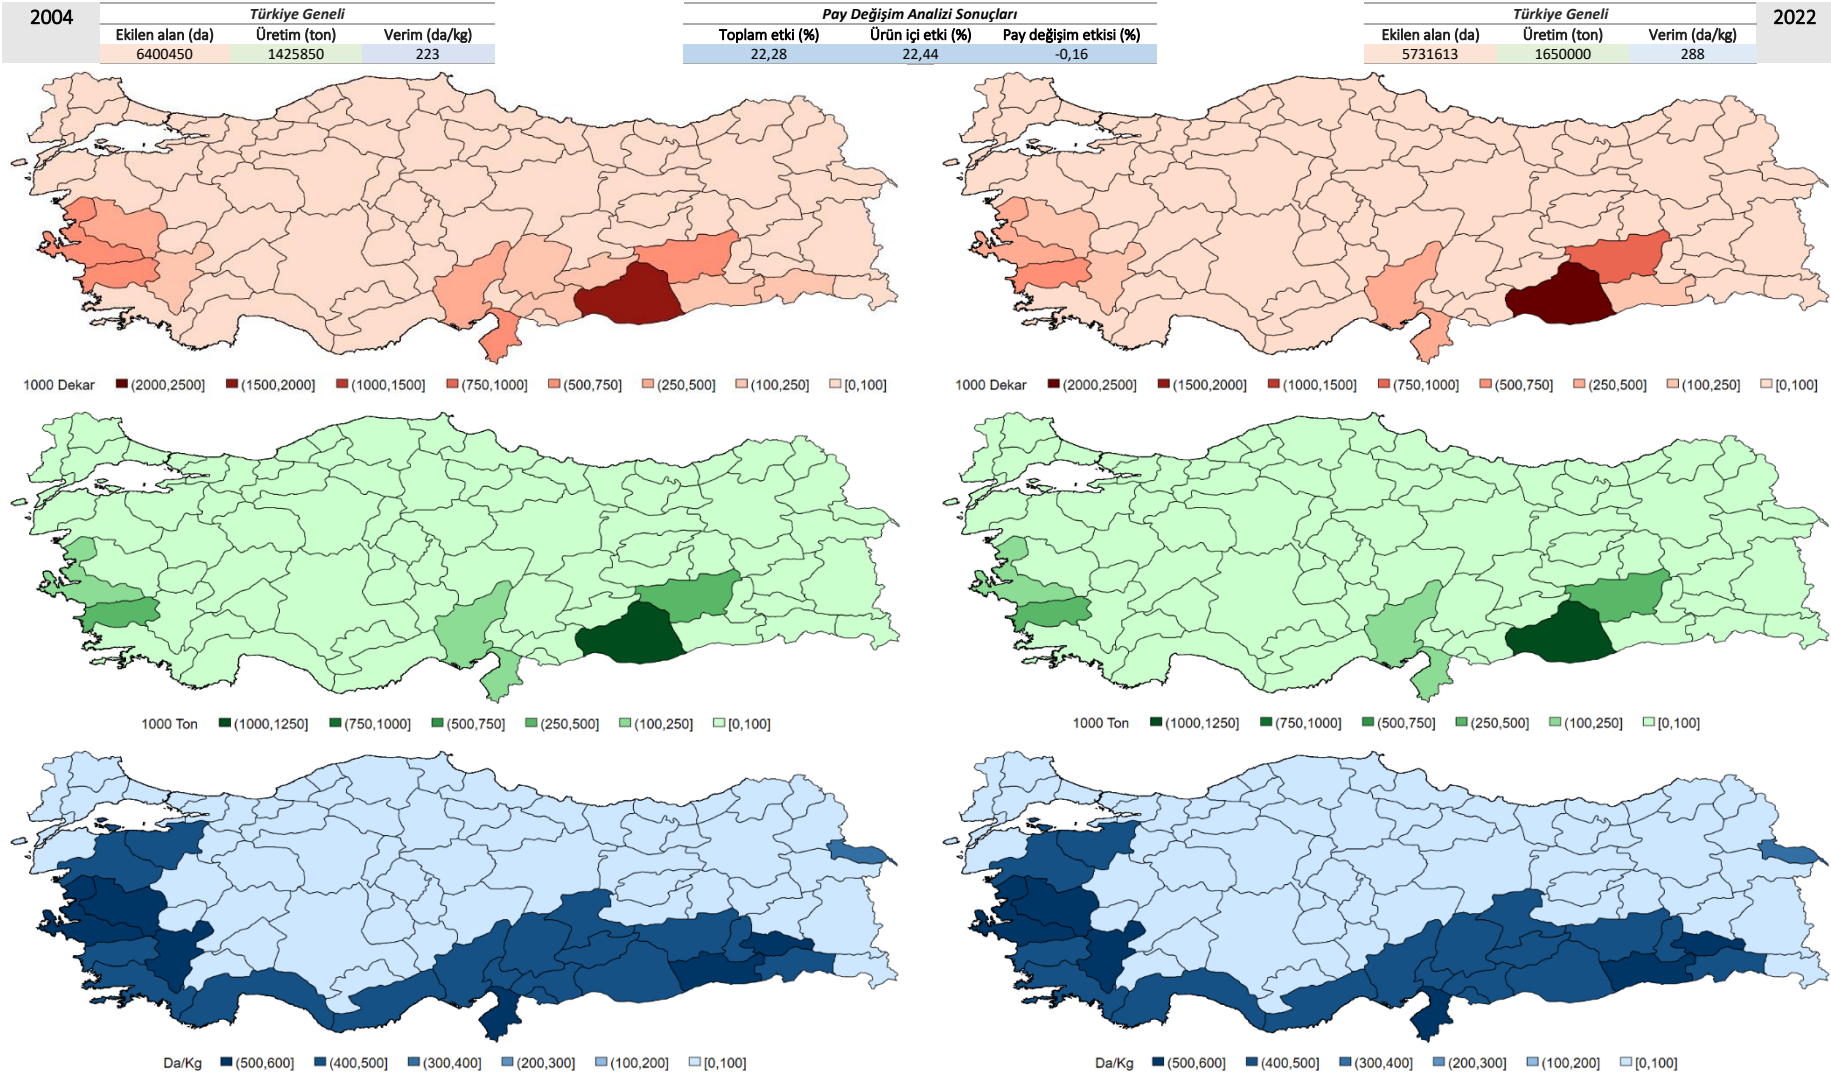 2004
Türkiye Geneli
Ekilen alan (da) Üretim (ton) Verim (da/kg)
6400450 1425850 223
Pay Değişim Analizi Sonuçları
Toplam etki (%) Ürün içi etki (%) Pay değişim etkisi (%)
22,28 22,44 -0,16
Türkiye Geneli
Ekilen alan (da) Üretim (ton) Verim (da/kg)
5731613 1650000 288
2022
1000 Dekar (2000,2500] (1500,2000] (1000,1500] (750,1000] (500,750] (250,500] (100,250] [0,100]
1000 Dekar (2000,2500] (1500,2000] (1000,1500] (750,1000] (500,750] (250,500] (100,250] [0,100]
1000 Ton (1000,1250] (750,1000] (500,750] (250,500] (100,250] [0,100]
1000 Ton (1000,1250] (750,1000] (500,750] (250,500] (100,250] [0,100]
Da/Kg (500,600] (400,500] (300,400] (200,300] (100,200] [0,100]
Da/Kg (500,600] (400,500] (300,400] (200,300] (100,200] [0,100]